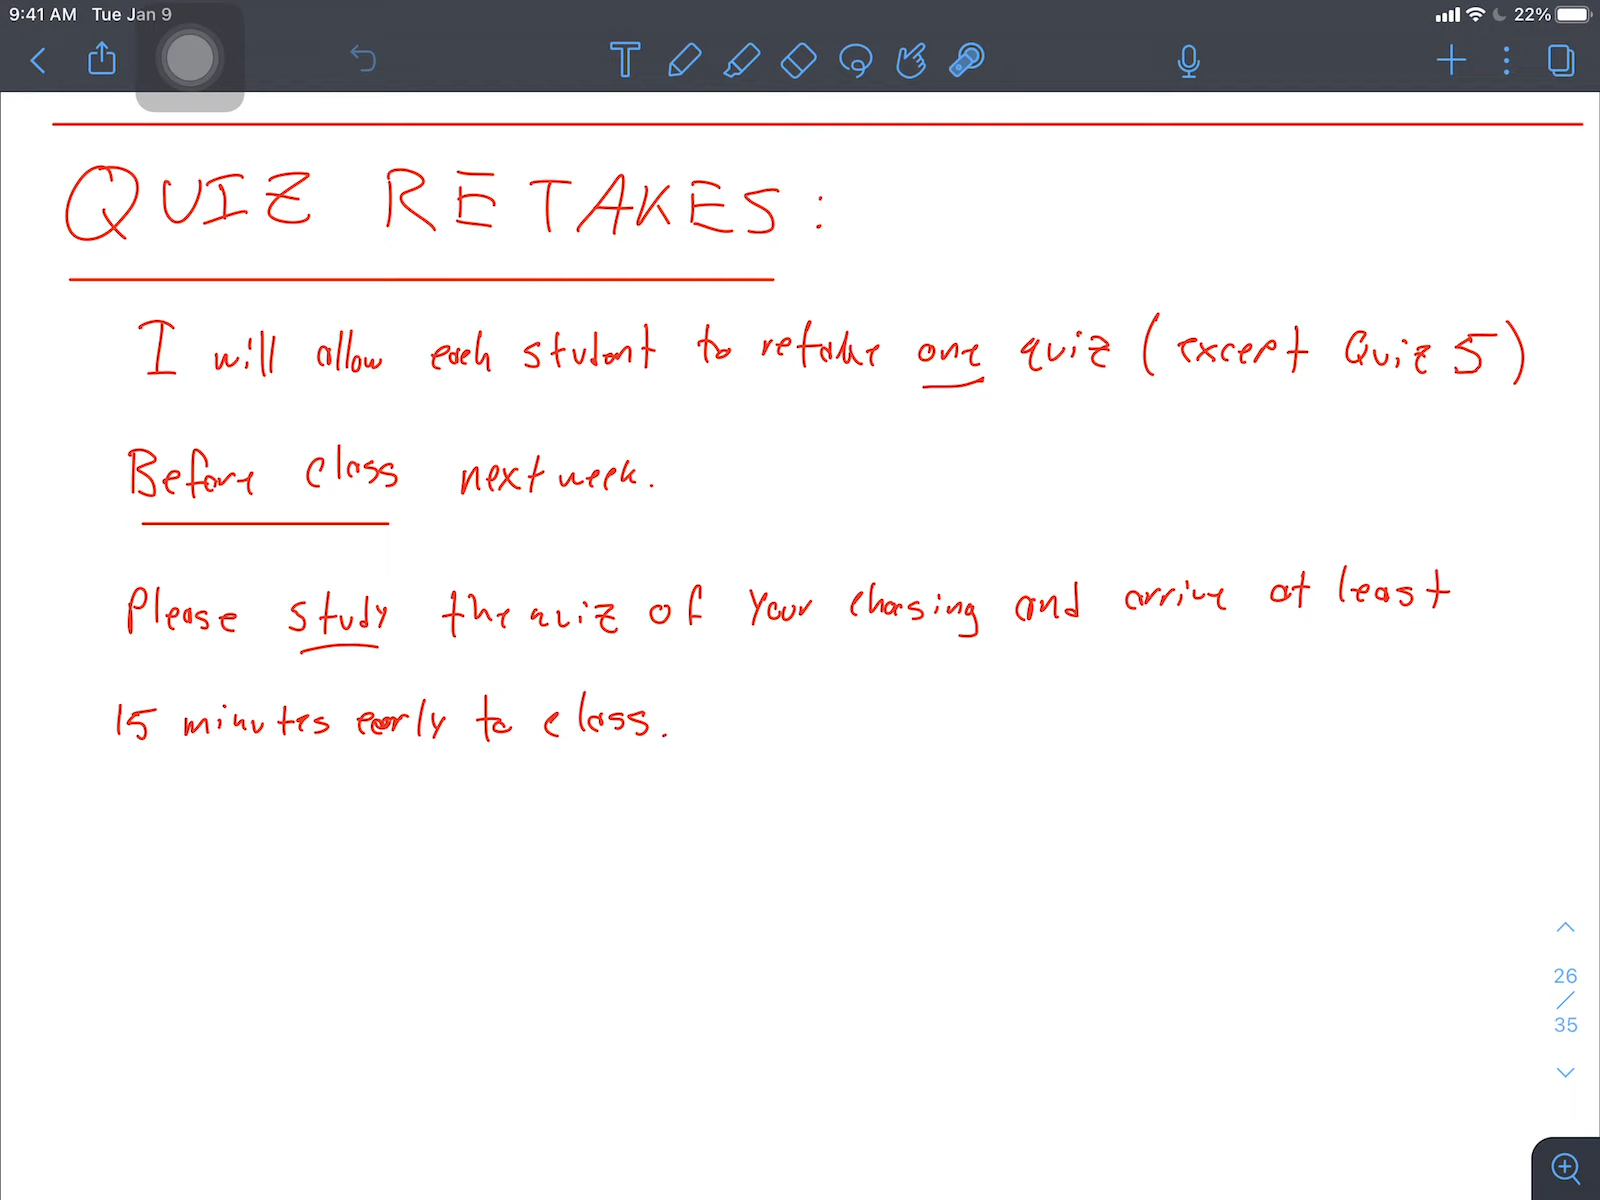 9:41 AM Tue Jan 9 22%
QUIZ RETAKES:
I will allow each student to retake one quiz (except Quiz 5)
Before class next week.
Please study the quiz of your choosing and arrive at least
15 minutes early to class.
26
/
35